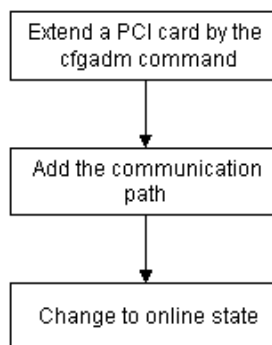 Extend a PCI card by the
cfgadm command
Add the communication
path
Change to online state